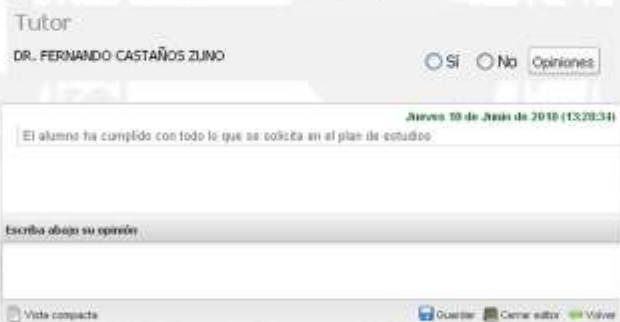 Tutor
DR. FERNANDO CASTAÑOS ZUNO
Sí No Opiniones
Jueves 10 de Junio de 2010 (13:28:34)
El alumno ha cumplido con todo lo que se solicita en el plan de estudios
Escriba abajo su opinión
Vista compacta Guardar Cerrar editor Volver